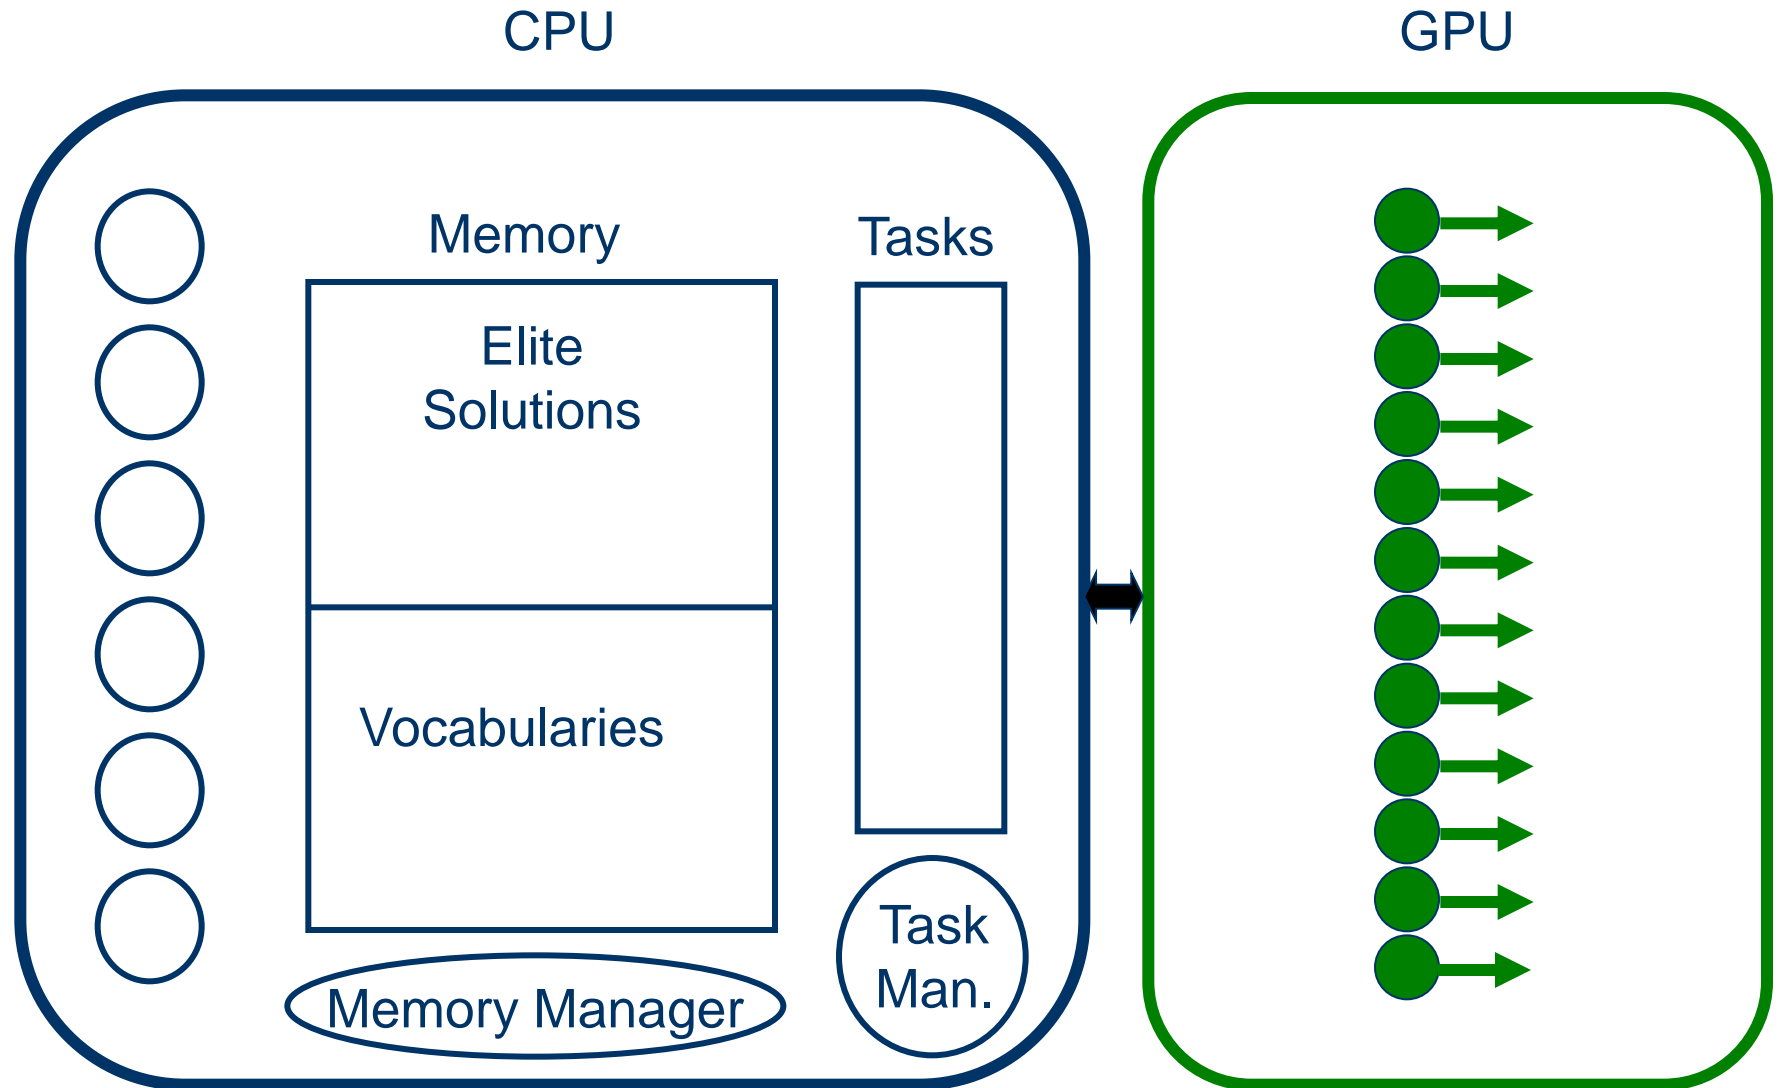 CPU
GPU
Memory
Tasks
Elite
Solutions
Vocabularies
Task
Man.
Memory Manager